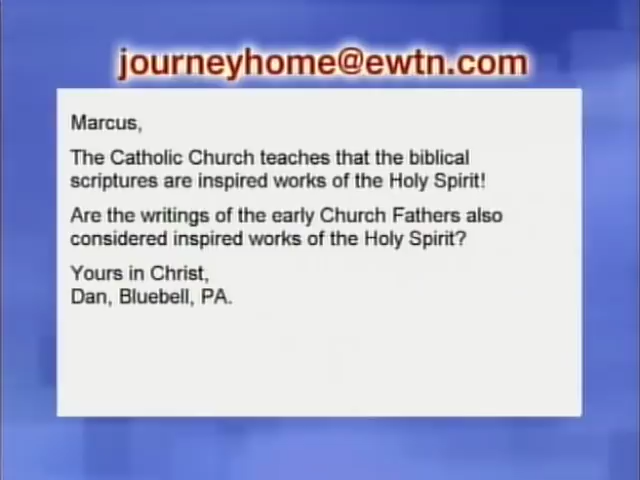 journeyhome@ewtn.com
Marcus,
The Catholic Church teaches that the biblical
scriptures are inspired works of the Holy Spirit!
Are the writings of the early Church Fathers also
considered inspired works of the Holy Spirit?
Yours in Christ,
Dan, Bluebell, PA.